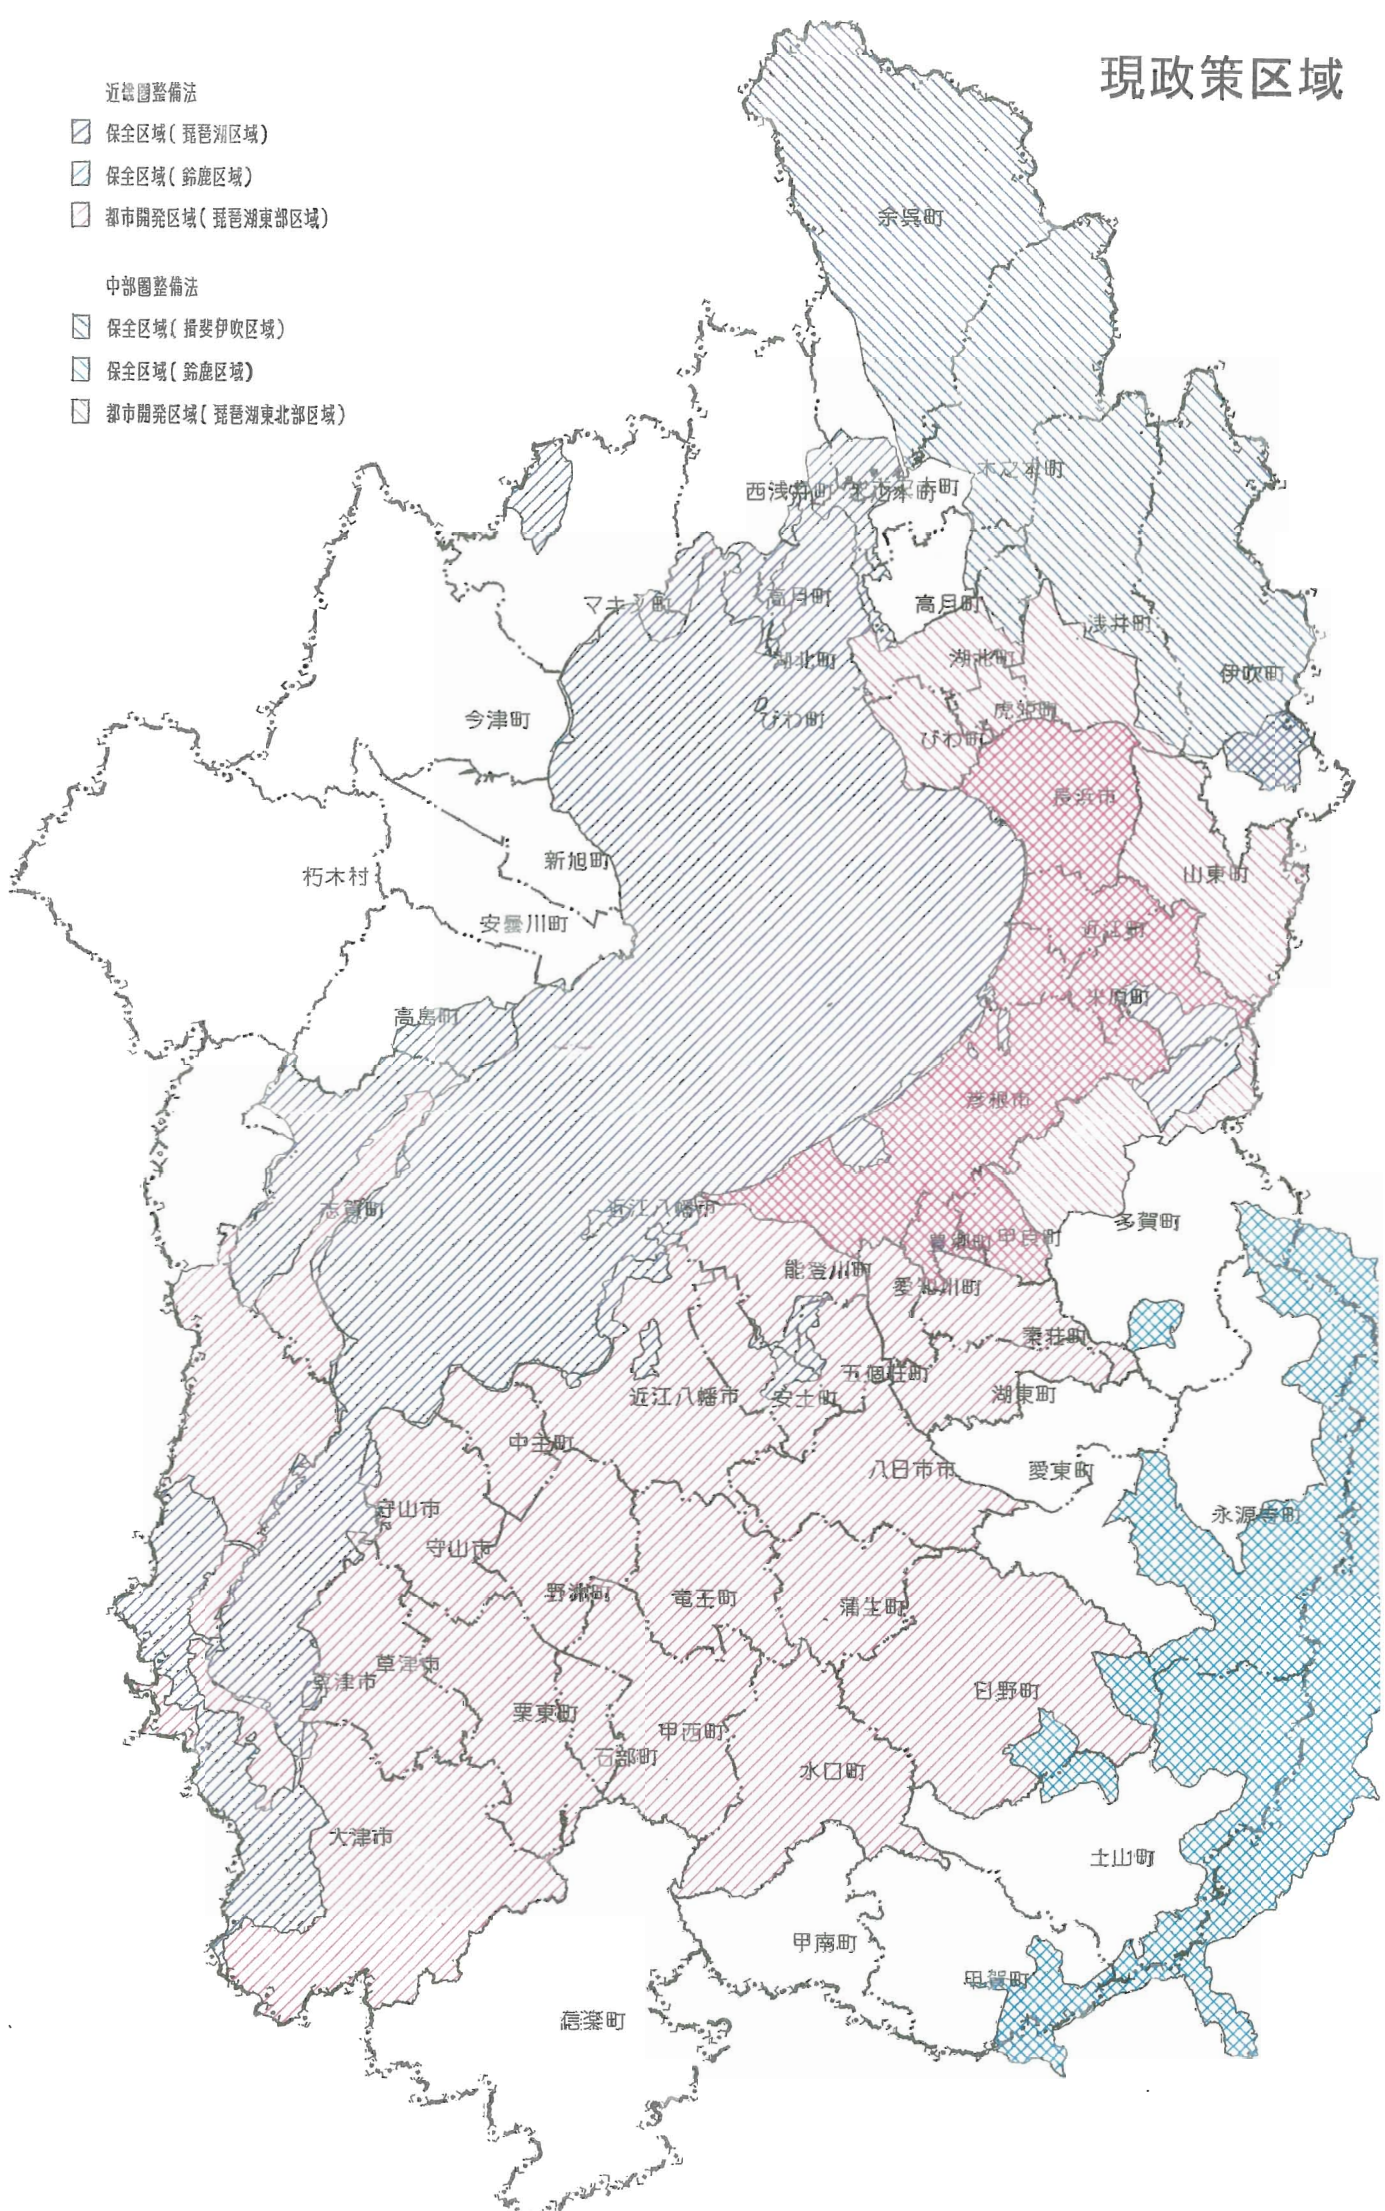 現政策区域
近畿圏整備法
保全区域(琵琶湖区域)
保全区域(鈴鹿区域)
都市開発区域(琵琶湖東部区域)
中部圏整備法
保全区域(揖斐伊吹区域)
保全区域(鈴鹿区域)
都市開発区域(琵琶湖東北部区域)
余呉町
木之本町
西浅井町
木之本町
マキノ町
高月町
高月町
浅井町
湖北町
湖北町
伊吹町
今津町
びわ町
虎姫町
びわ町
長浜市
新旭町
朽木村
山東町
安曇川町
近江町
米原町
高島町
彦根市
志賀町
近江八幡市
多賀町
豊郷町
甲良町
能登川町
愛知川町
秦荘町
五個荘町
近江八幡市
安土町
湖東町
中主町
八日市市
愛東町
守山市
永源寺町
守山市
野洲町
竜王町
蒲生町
草津市
草津市
日野町
栗東町
甲西町
石部町
水口町
大津市
土山町
甲南町
甲賀町
信楽町